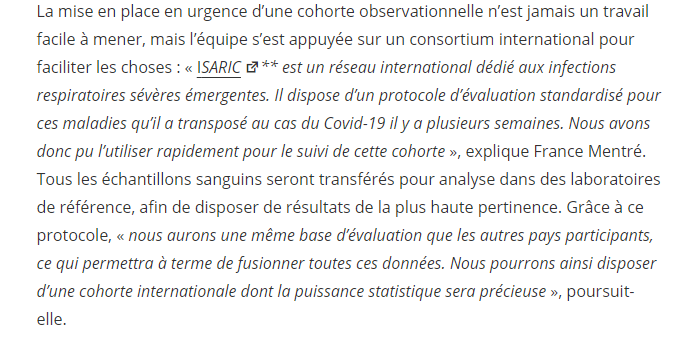 La mise en place en urgence d’une cohorte observationnelle n’est jamais un travail
facile à mener, mais l’équipe s’est appuyée sur un consortium international pour
faciliter les choses : « ISARIC ** est un réseau international dédié aux infections
respiratoires sévères émergentes. Il dispose d’un protocole d’évaluation standardisé pour
ces maladies qu’il a transposé au cas du Covid-19 il y a plusieurs semaines. Nous avons
donc pu l’utiliser rapidement pour le suivi de cette cohorte », explique France Mentré.
Tous les échantillons sanguins seront transférés pour analyse dans des laboratoires
de référence, afin de disposer de résultats de la plus haute pertinence. Grâce à ce
protocole, « nous aurons une même base d’évaluation que les autres pays participants,
ce qui permettra à terme de fusionner toutes ces données. Nous pourrons ainsi disposer
d’une cohorte internationale dont la puissance statistique sera précieuse », poursuit-
elle.